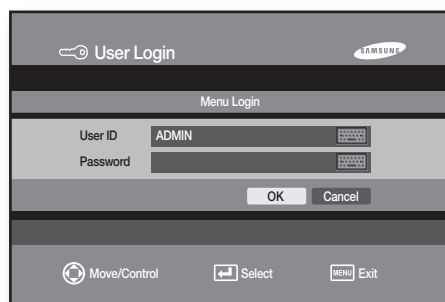 User Login
SAMSUNG
Menu Login
User ID ADMIN
Password
OK Cancel
Move/Control Select MENU Exit